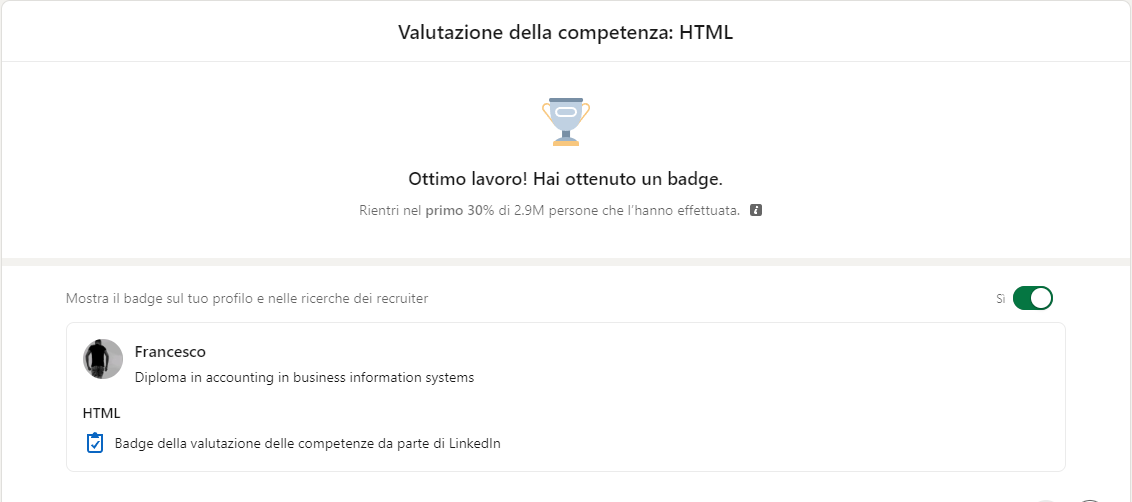 Valutazione della competenza: HTML
Ottimo lavoro! Hai ottenuto un badge.
Rientri nel primo 30% di 2.9M persone che l'hanno effettuata.
Mostra il badge sul tuo profilo e nelle ricerche dei recruiter
Sì
Francesco
Diploma in accounting in business information systems
HTML
Badge della valutazione delle competenze da parte di LinkedIn